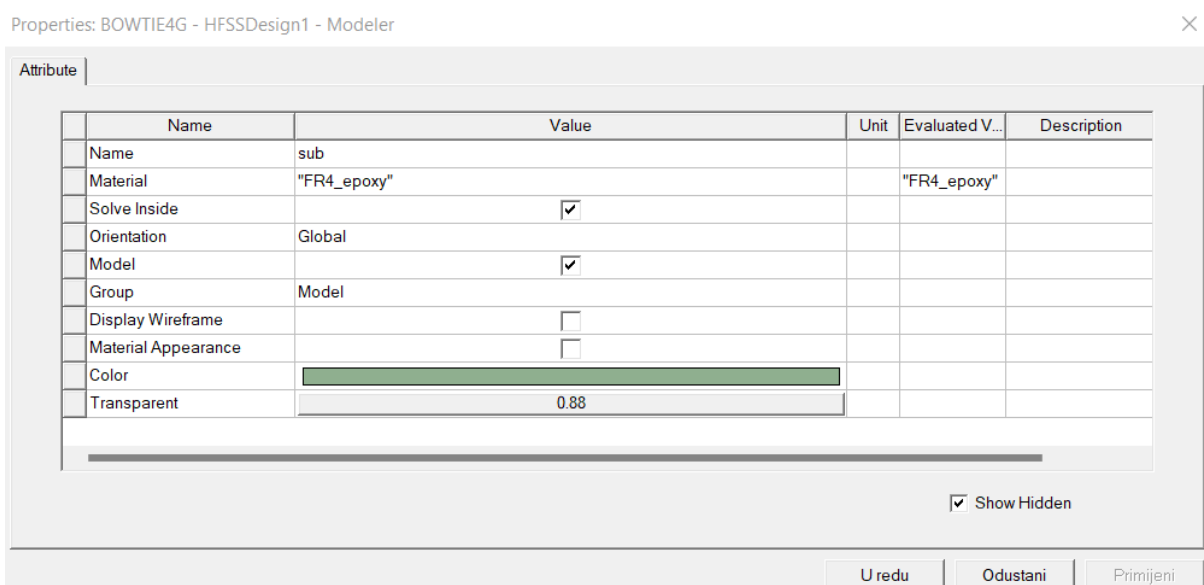 Properties: BOWTIE4G - HFSSDesign1 - Modeler
Attribute
Name Value Unit Evaluated V... Description
Name sub
Material "FR4_epoxy" "FR4_epoxy"
Solve Inside
Orientation Global
Model
Group Model
Display Wireframe
Material Appearance
Color
Transparent 0.88
Show Hidden
U redu Odustani Primijeni